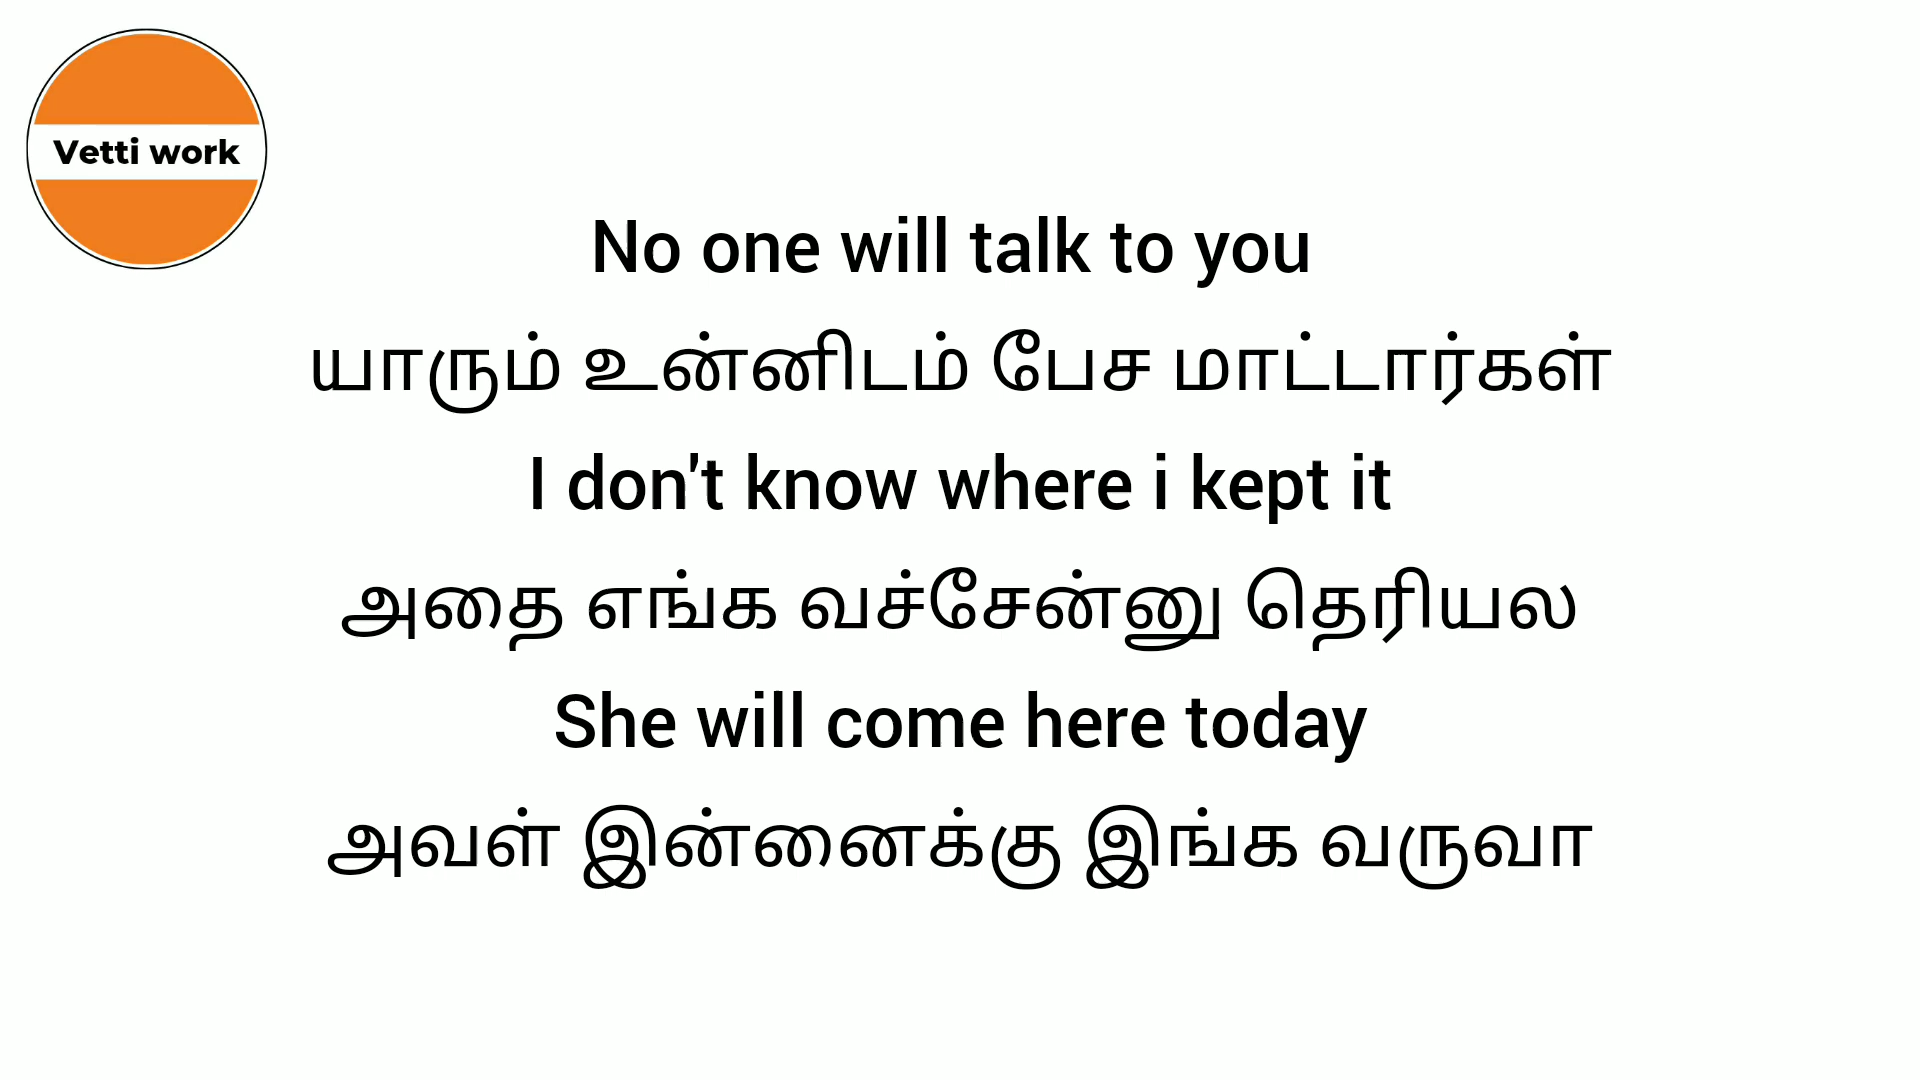 Vetti work
No one will talk to you
யாரும் உன்னிடம் பேச மாட்டார்கள்
I don't know where i kept it
அதை எங்க வச்சேன்னு தெரியல
She will come here today
அவள் இன்னைக்கு இங்க வருவா